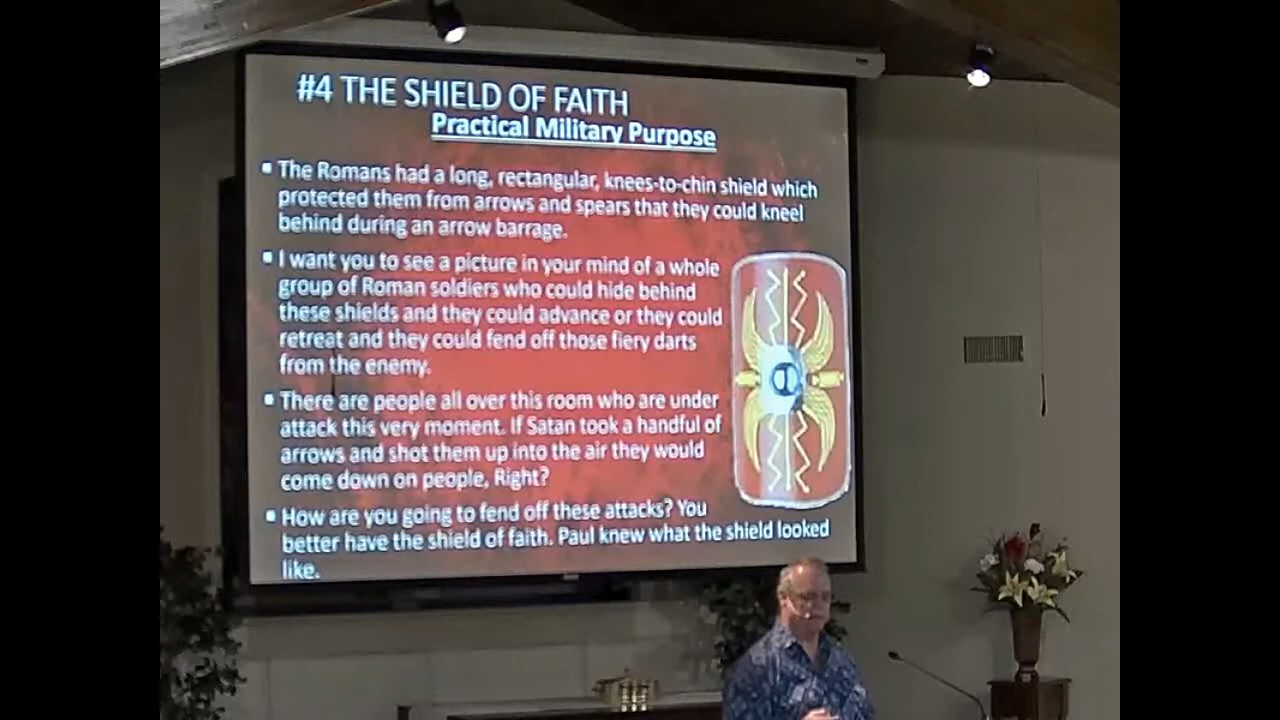 #4 THE SHIELD OF FAITH
Practical Military Purpose
▪ The Romans had a long, rectangular, knees-to-chin shield which
protected them from arrows and spears that they could kneel
behind during an arrow barrage.
▪ I want you to see a picture in your mind of a whole
group of Roman soldiers who could hide behind
these shields and they could advance or they could
retreat and they could fend off those fiery darts
from the enemy.
▪ There are people all over this room who are under
attack this very moment. If Satan took a handful of
arrows and shot them up into the air they would
come down on people, Right?
▪ How are you going to fend off these attacks? You
better have the shield of faith. Paul knew what the shield looked
like.